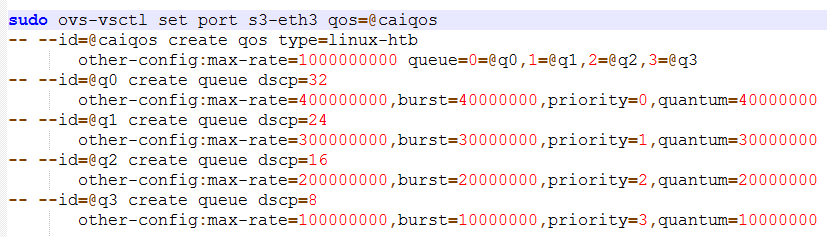 sudo ovs-vsctl set port s3-eth3 qos=@caiqos
-- --id=@caiqos create qos type=linux-htb
other-config:max-rate=1000000000 queue=0=@q0,1=@q1,2=@q2,3=@q3
-- --id=@q0 create queue dscp=32
other-config:max-rate=400000000,burst=40000000,priority=0,quantum=40000000
-- --id=@q1 create queue dscp=24
other-config:max-rate=300000000,burst=30000000,priority=1,quantum=30000000
-- --id=@q2 create queue dscp=16
other-config:max-rate=200000000,burst=20000000,priority=2,quantum=20000000
-- --id=@q3 create queue dscp=8
other-config:max-rate=100000000,burst=10000000,priority=3,quantum=10000000